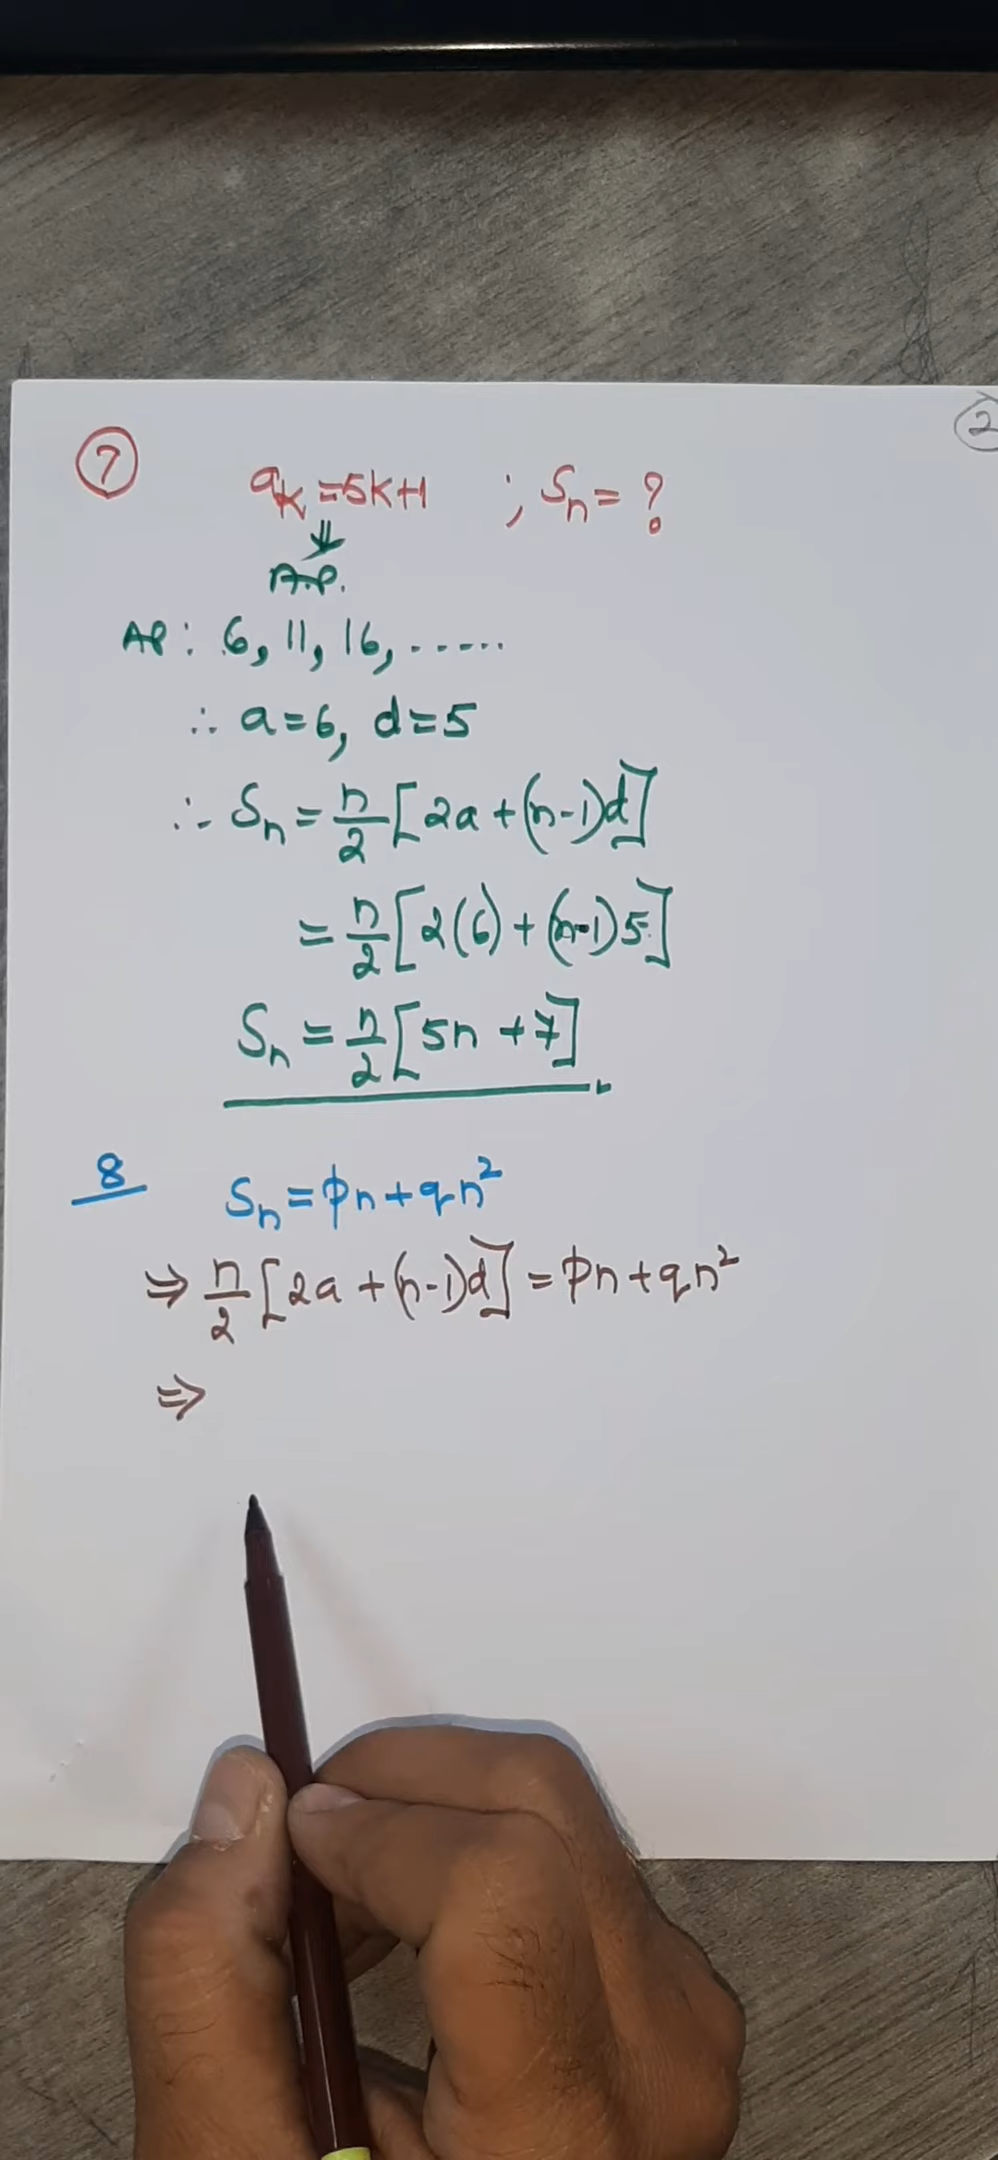 7 aₖ = 5k+1 ; Sₙ = ?
⇓
A.P.
AP: 6, 11, 16, ......
∴ a=6, d=5
∴ Sₙ = n/2 [2a + (n-1)d]
= n/2 [2(6) + (n-1)5]
Sₙ = n/2 [5n + 7]
8 Sₙ = pn + qn²
⇒ n/2 [2a + (n-1)d] = pn + qn²
⇒
2